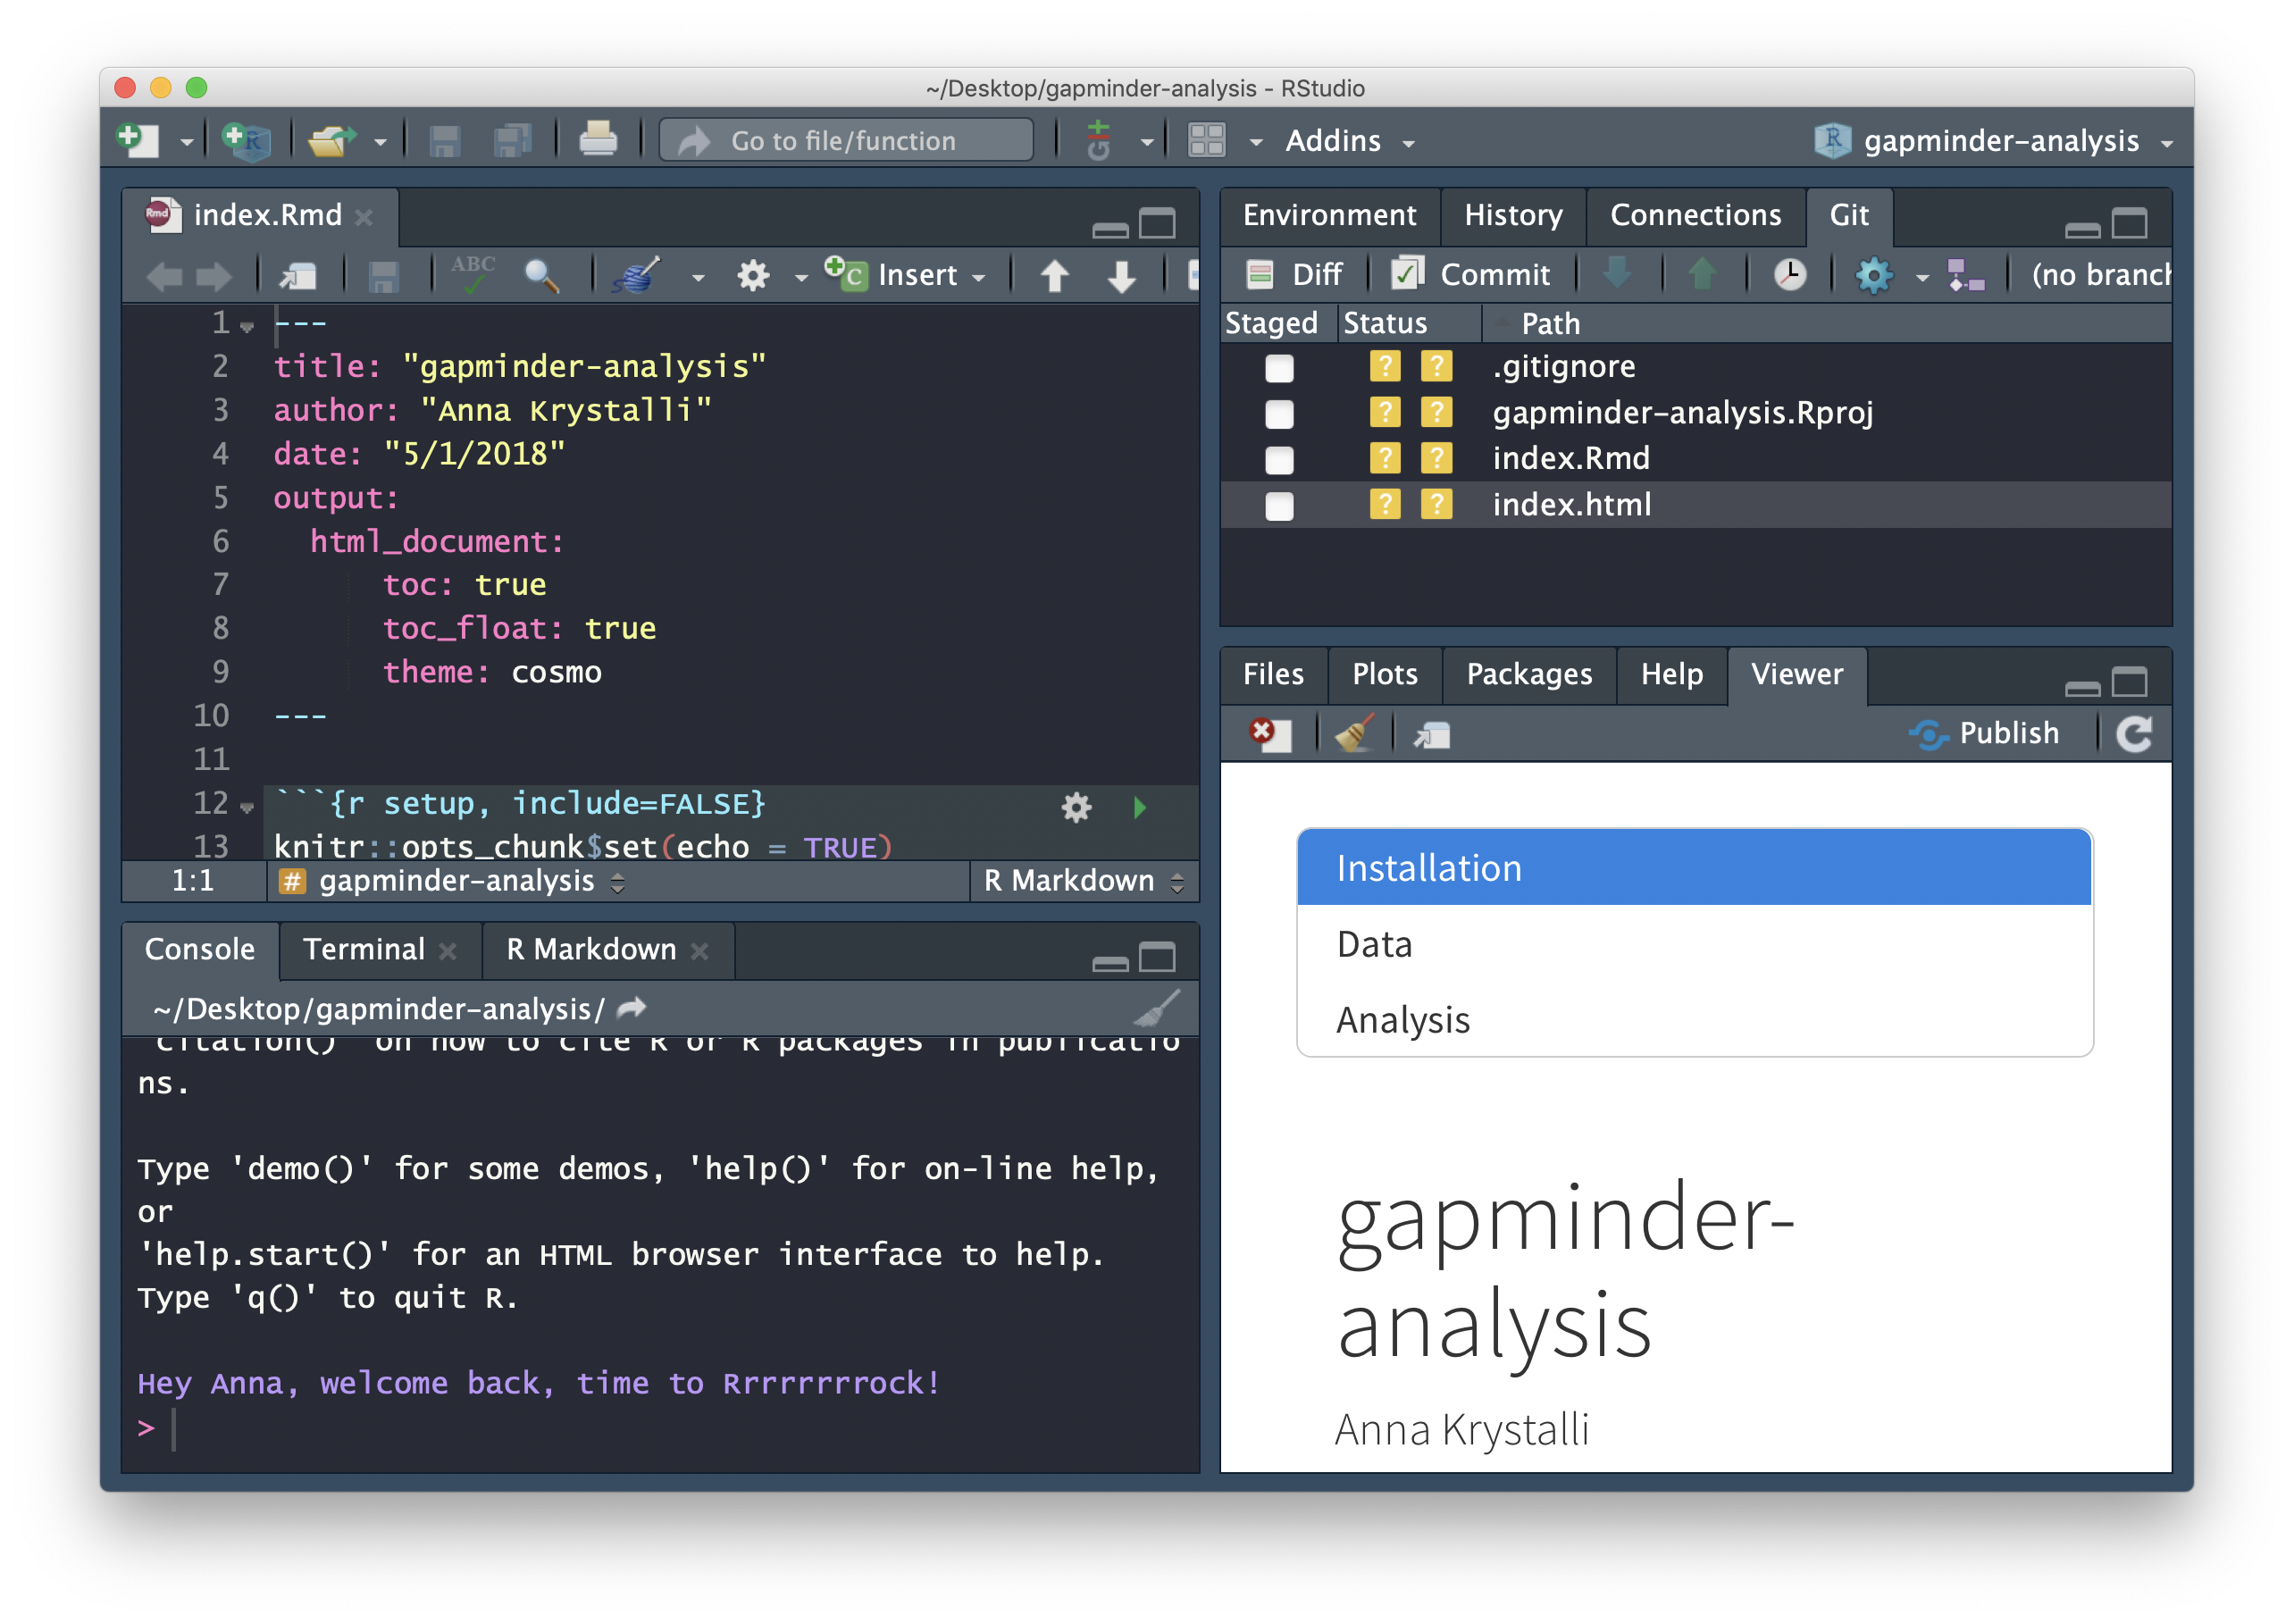 ~/Desktop/gapminder-analysis - RStudio
Go to file/function
Git
Addins
gapminder-analysis
index.Rmd
ABC
Insert
1 ---
2 title: "gapminder-analysis"
3 author: "Anna Krystalli"
4 date: "5/1/2018"
5 output:
6 html_document:
7 toc: true
8 toc_float: true
9 theme: cosmo
10 ---
11
12 ```{r setup, include=FALSE}
13 knitr::opts_chunk$set(echo = TRUE)
1:1 # gapminder-analysis R Markdown
Console Terminal R Markdown
~/Desktop/gapminder-analysis/
'citation()' on how to cite R or R packages in publicatio
ns.
Type 'demo()' for some demos, 'help()' for on-line help,
or
'help.start()' for an HTML browser interface to help.
Type 'q()' to quit R.
Hey Anna, welcome back, time to Rrrrrrrrock!
>
Environment History Connections Git
Diff Commit (no branch
Staged Status Path
? ? .gitignore
? ? gapminder-analysis.Rproj
? ? index.Rmd
? ? index.html
Files Plots Packages Help Viewer
Publish
Installation
Data
Analysis
gapminder-
analysis
Anna Krystalli